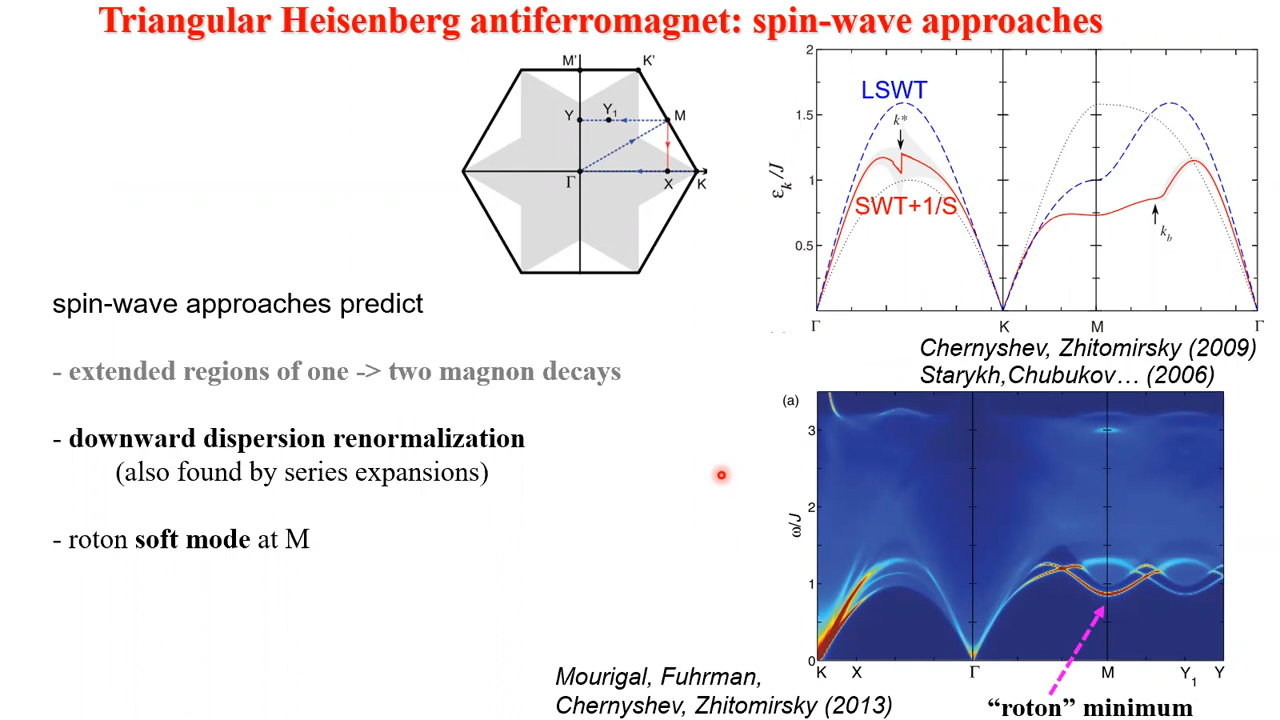 Triangular Heisenberg antiferromagnet: spin-wave approaches
M' K'
Y Y1 M
Γ X K
2
1.5
1
0.5
εk/J
LSWT
k*
SWT+1/S
kb
Γ K M Γ
Chernyshev, Zhitomirsky (2009)
Starykh,Chubukov… (2006)
spin-wave approaches predict
- extended regions of one -> two magnon decays
- downward dispersion renormalization
(also found by series expansions)
- roton soft mode at M
(a)
3
2
1
0
ω/J
K X Γ M Y1 Y
Mourigal, Fuhrman,
Chernyshev, Zhitomirsky (2013)
“roton” minimum